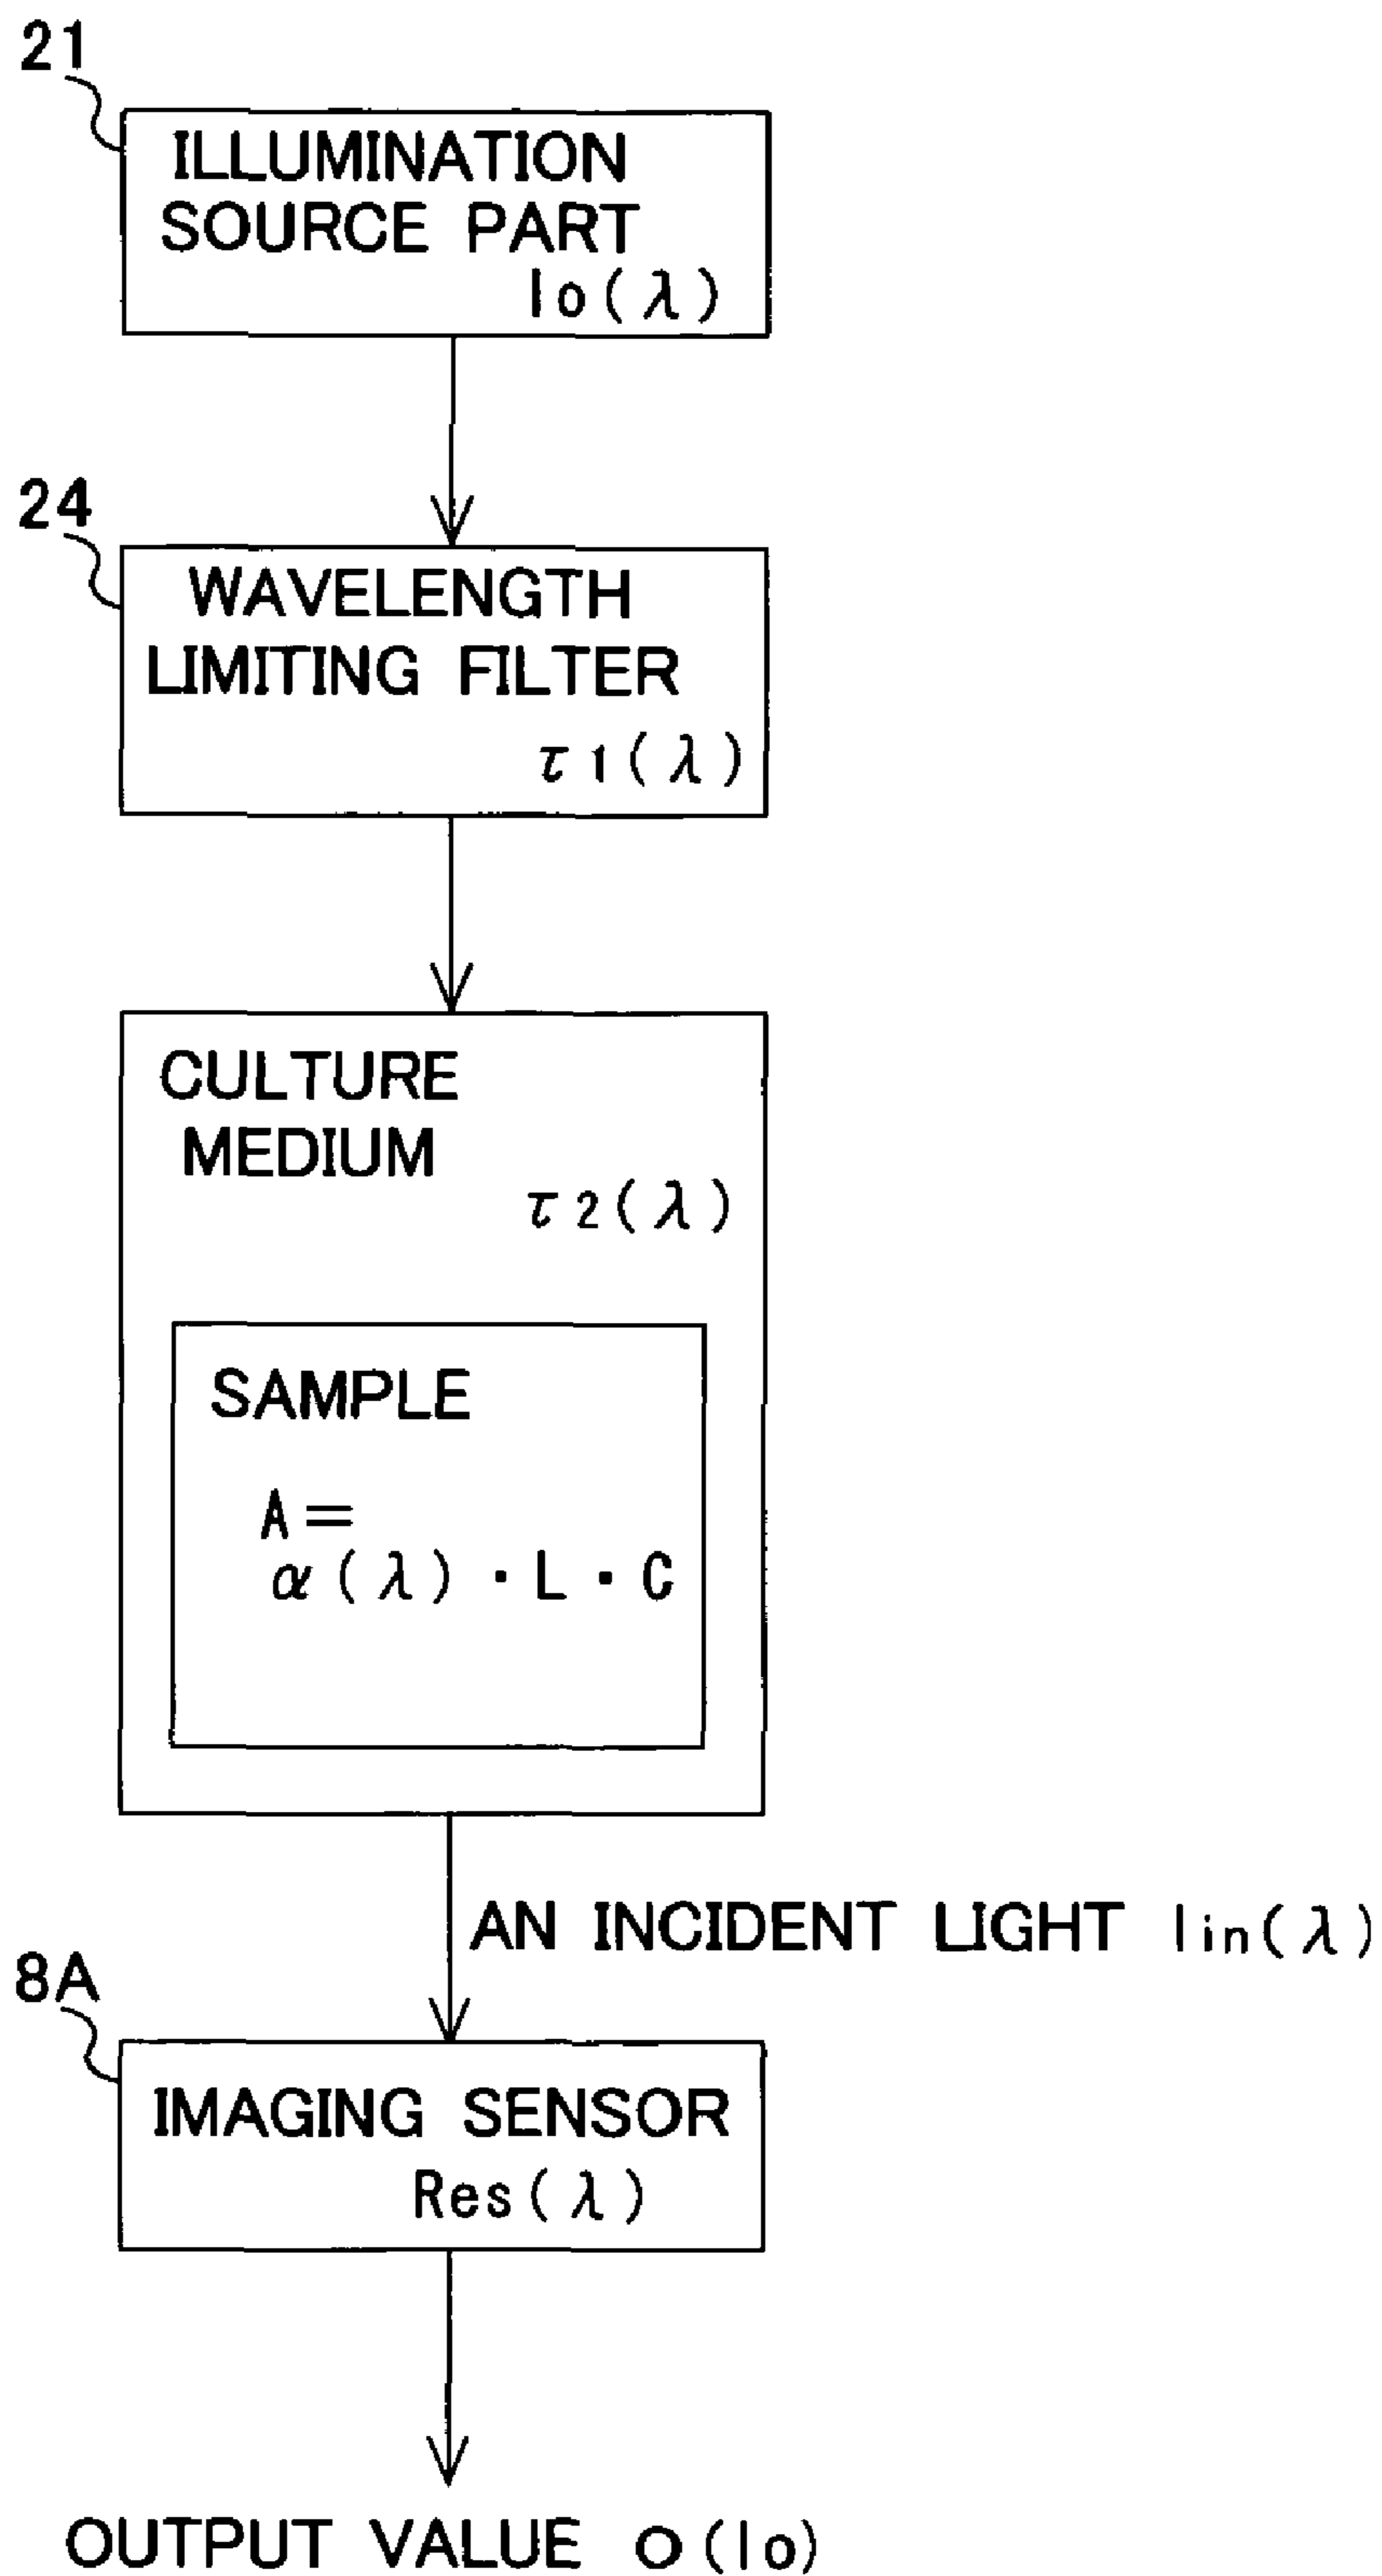 21
ILLUMINATION
SOURCE PART
Io(λ)
24
WAVELENGTH
LIMITING FILTER
τ1(λ)
CULTURE
MEDIUM
τ2(λ)
SAMPLE
A=
α(λ)・L・C
AN INCIDENT LIGHT Iin(λ)
8A
IMAGING SENSOR
Res(λ)
OUTPUT VALUE O(Io)